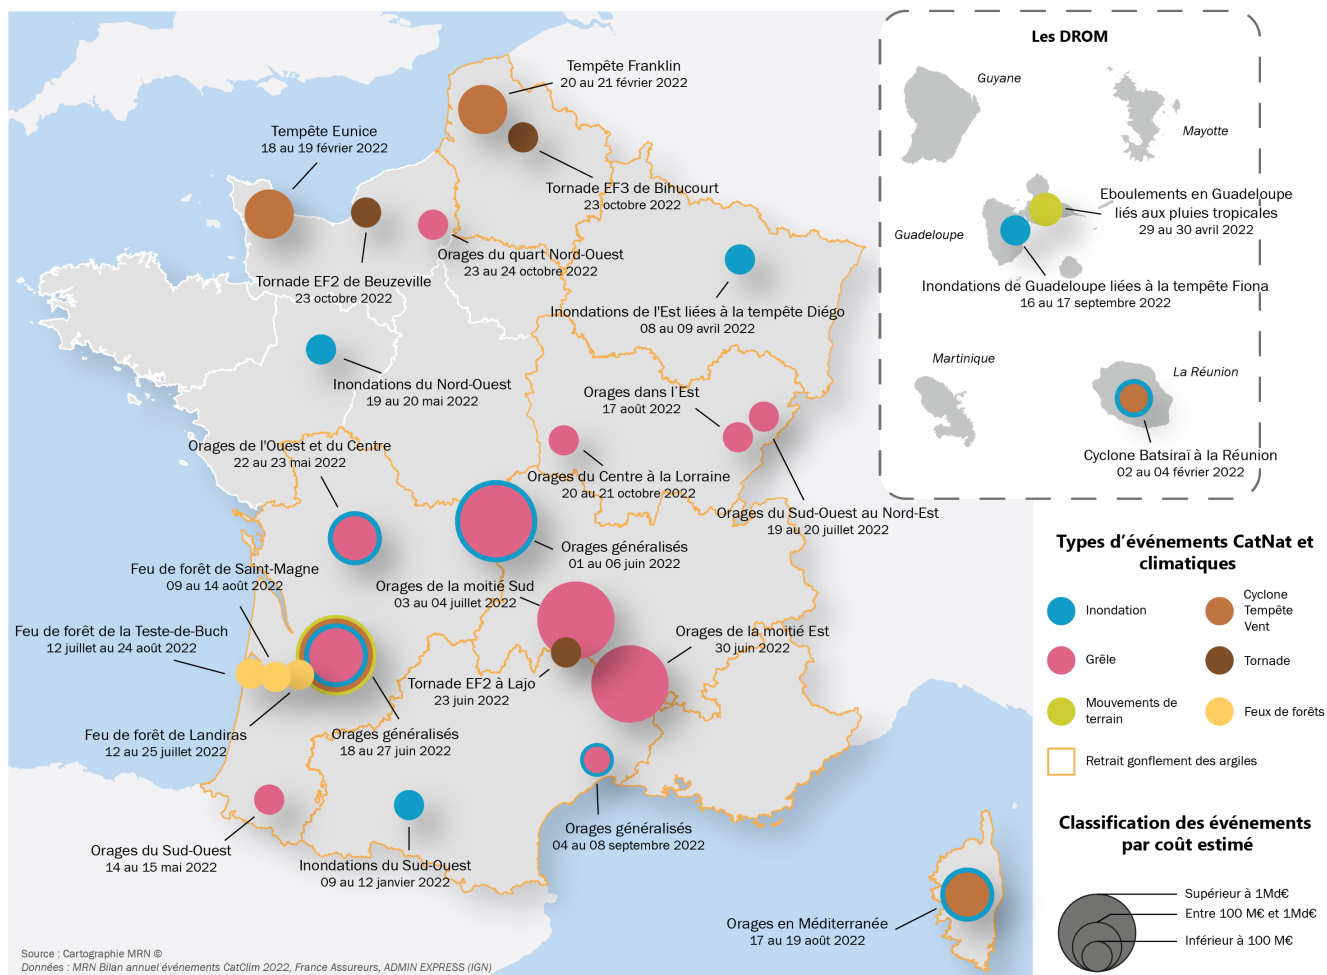 Les DROM
Guyane
Mayotte
Eboulements en Guadeloupe
liés aux pluies tropicales
29 au 30 avril 2022
Guadeloupe
Inondations de Guadeloupe liées à la tempête Fiona
16 au 17 septembre 2022
Martinique
La Réunion
Cyclone Batsiraï à la Réunion
02 au 04 février 2022
Tempête Franklin
20 au 21 février 2022
Tempête Eunice
18 au 19 février 2022
Tornade EF3 de Bihucourt
23 octobre 2022
Orages du quart Nord-Ouest
23 au 24 octobre 2022
Tornade EF2 de Beuzeville
23 octobre 2022
Inondations de l'Est liées à la tempête Diégo
08 au 09 avril 2022
Inondations du Nord-Ouest
19 au 20 mai 2022
Orages dans l'Est
17 août 2022
Orages de l'Ouest et du Centre
22 au 23 mai 2022
Orages du Centre à la Lorraine
20 au 21 octobre 2022
Orages du Sud-Ouest au Nord-Est
19 au 20 juillet 2022
Orages généralisés
01 au 06 juin 2022
Feu de forêt de Saint-Magne
09 au 14 août 2022
Orages de la moitié Sud
03 au 04 juillet 2022
Feu de forêt de la Teste-de-Buch
12 juillet au 24 août 2022
Orages de la moitié Est
30 juin 2022
Tornade EF2 à Lajo
23 juin 2022
Feu de forêt de Landiras
12 au 25 juillet 2022
Orages généralisés
18 au 27 juin 2022
Orages généralisés
04 au 08 septembre 2022
Orages du Sud-Ouest
14 au 15 mai 2022
Inondations du Sud-Ouest
09 au 12 janvier 2022
Orages en Méditerranée
17 au 19 août 2022
Types d'événements CatNat et
climatiques
Inondation
Cyclone
Tempête
Vent
Grêle
Tornade
Mouvements de
terrain
Feux de forêts
Retrait gonflement des argiles
Classification des événements
par coût estimé
Supérieur à 1Md€
Entre 100 M€ et 1Md€
Inférieur à 100 M€
Source : Cartographie MRN ©
Données : MRN Bilan annuel événements CatClim 2022, France Assureurs, ADMIN EXPRESS (IGN)